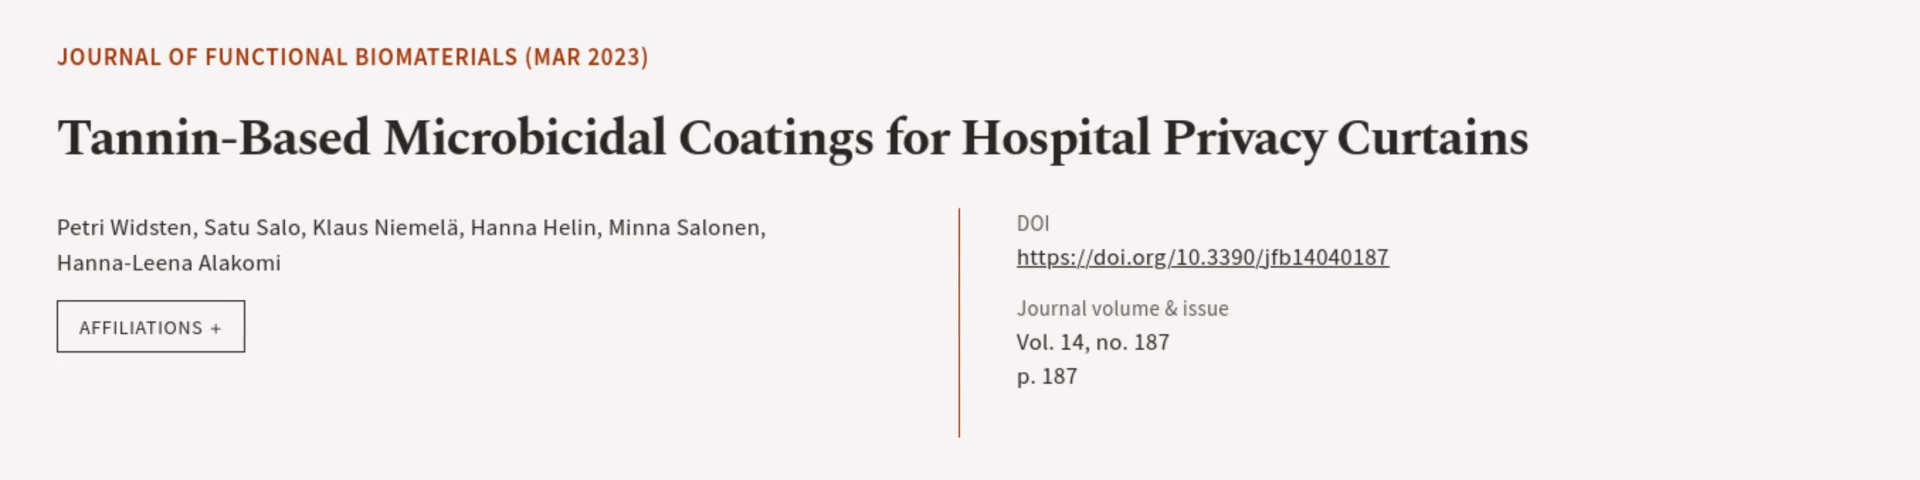 JOURNAL OF FUNCTIONAL BIOMATERIALS (MAR 2023)
Tannin-Based Microbicidal Coatings for Hospital Privacy Curtains
Petri Widsten, Satu Salo, Klaus Niemelä, Hanna Helin, Minna Salonen,
Hanna-Leena Alakomi
AFFILIATIONS +
DOI
https://doi.org/10.3390/jfb14040187
Journal volume & issue
Vol. 14, no. 187
p. 187